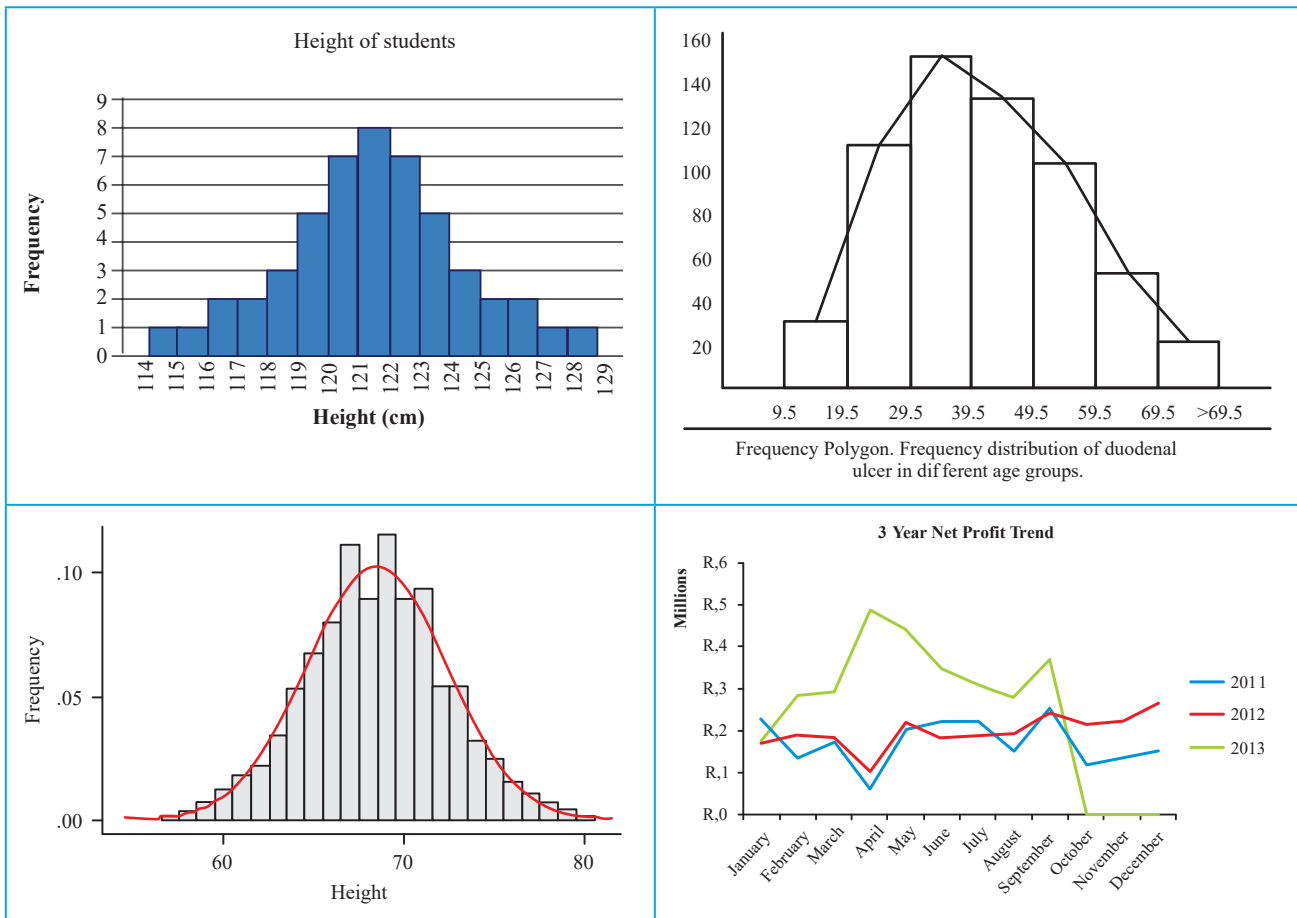 Height of students
9
8
7
6
5
4
3
2
1
0
Frequency
114 115 116 117 118 119 120 121 122 123 124 125 126 127 128 129
Height (cm)
160
140
120
100
80
60
40
20
9.5 19.5 29.5 39.5 49.5 59.5 69.5 >69.5
Frequency Polygon. Frequency distribution of duodenal
ulcer in different age groups.
.10
.05
.00
Frequency
60 70 80
Height
3 Year Net Profit Trend
Millions
R,6
R,5
R,4
R,3
R,2
R,1
R,0
January February March April May June July August September October November December
2011
2012
2013